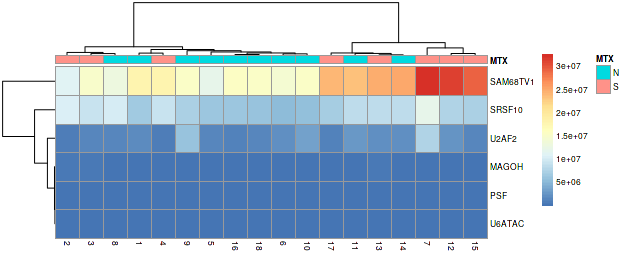 MTX
SAM68TV1
SRSF10
U2AF2
MAGOH
PSF
U6ATAC
2 3 8 1 4 9 5 16 18 6 10 17 11 13 14 7 12 15
3e+07
2.5e+07
2e+07
1.5e+07
1e+07
5e+06
MTX
N
S